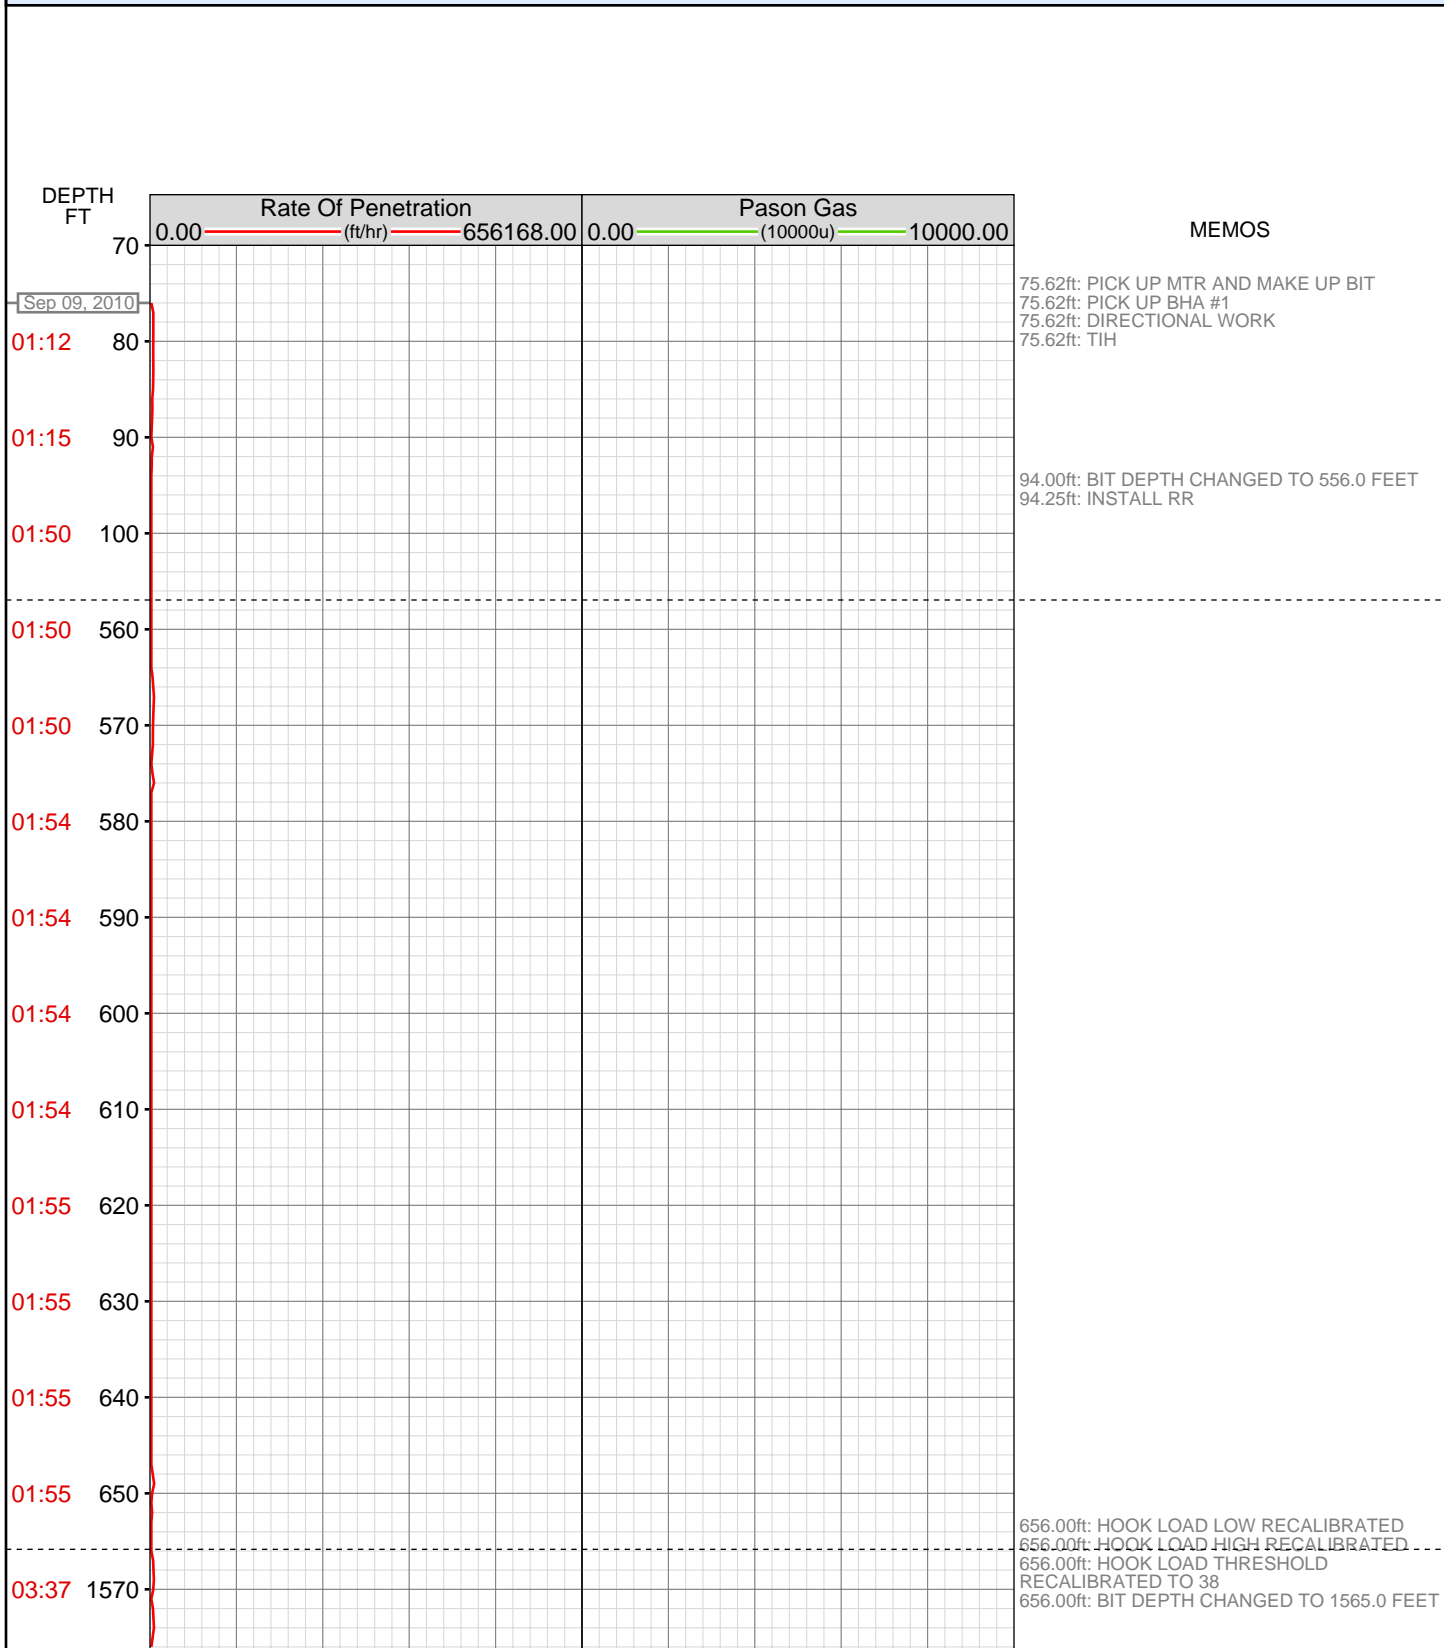 DEPTH
FT
Rate Of Penetration
0.00 (ft/hr) 656168.00
Pason Gas
0.00 (10000u) 10000.00
MEMOS
70
75.62ft: PICK UP MTR AND MAKE UP BIT
Sep 09, 2010
75.62ft: PICK UP BHA #1
75.62ft: DIRECTIONAL WORK
01:12 80
75.62ft: TIH
01:15 90
94.00ft: BIT DEPTH CHANGED TO 556.0 FEET
94.25ft: INSTALL RR
01:50 100
01:50 560
01:50 570
01:54 580
01:54 590
01:54 600
01:54 610
01:55 620
01:55 630
01:55 640
01:55 650
656.00ft: HOOK LOAD LOW RECALIBRATED
656.00ft: HOOK LOAD HIGH RECALIBRATED
656.00ft: HOOK LOAD THRESHOLD
RECALIBRATED TO 38
03:37 1570
656.00ft: BIT DEPTH CHANGED TO 1565.0 FEET